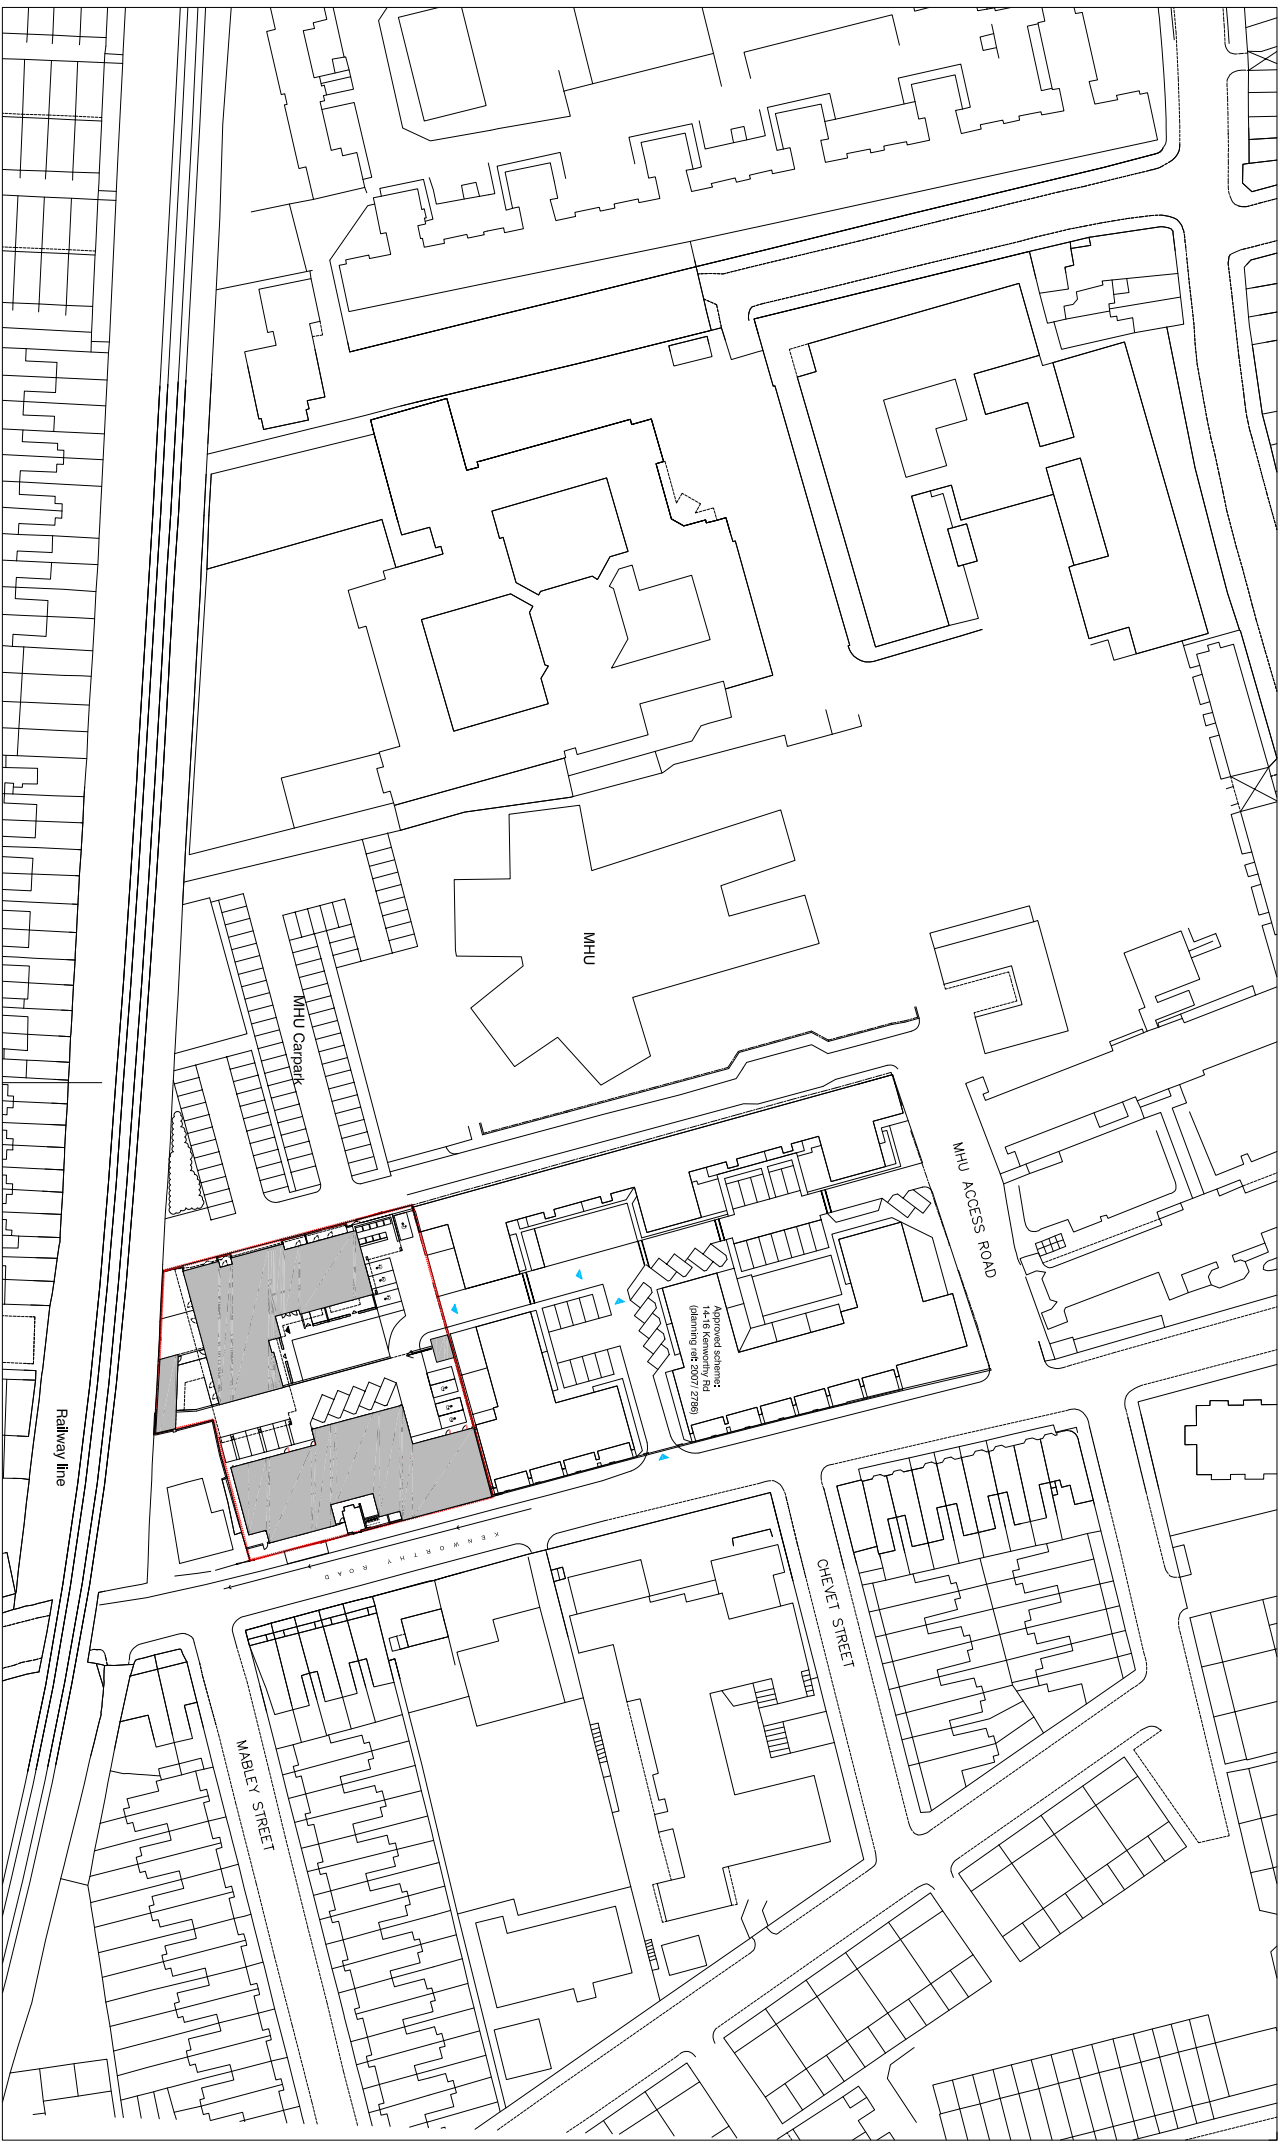 MHU
MHU Carpark
MHU ACCESS ROAD
Approved scheme:
14-16 Kenworthy Rd
(planning ref: 2007/ 2786)
Railway line
KENWORTHY ROAD
CHEVET STREET
MABLEY STREET